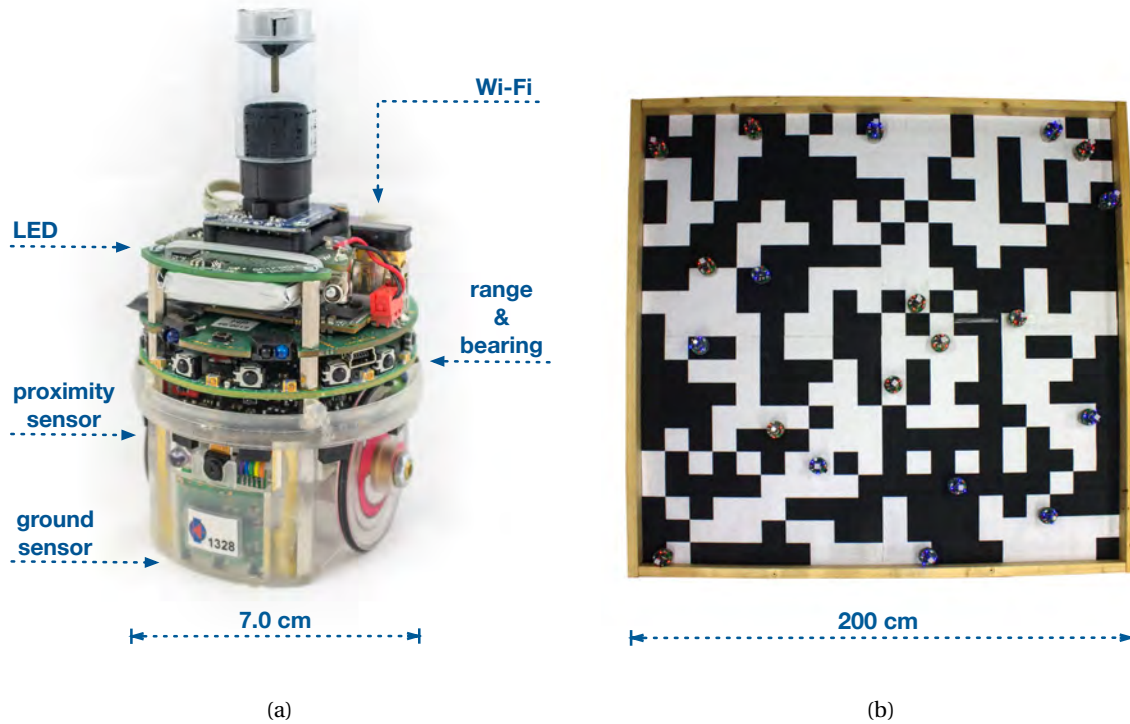 Wi-Fi
LED
range
&
bearing
proximity
sensor
ground
sensor
1328
7.0 cm
200 cm
(a)
(b)